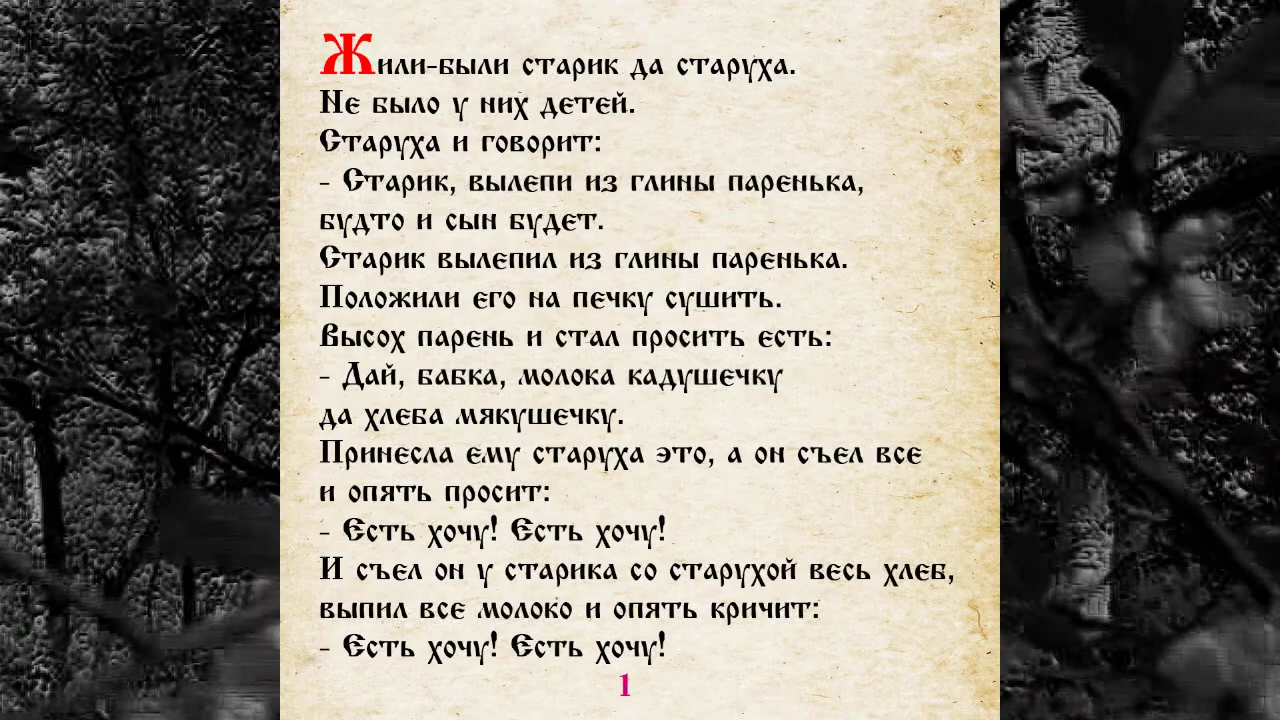 Жили-были старик да старуха.
Не было у них детей.
Старуха и говорит:
- Старик, вылепи из глины паренька,
будто и сын будет.
Старик вылепил из глины паренька.
Положили его на печку сушить.
Высох парень и стал просить есть:
- Дай, бабка, молока кадушечку
да хлеба мякушечку.
Принесла ему старуха это, а он съел все
и опять просит:
- Есть хочу! Есть хочу!
И съел он у старика со старухой весь хлеб,
выпил все молоко и опять кричит:
- Есть хочу! Есть хочу!
1